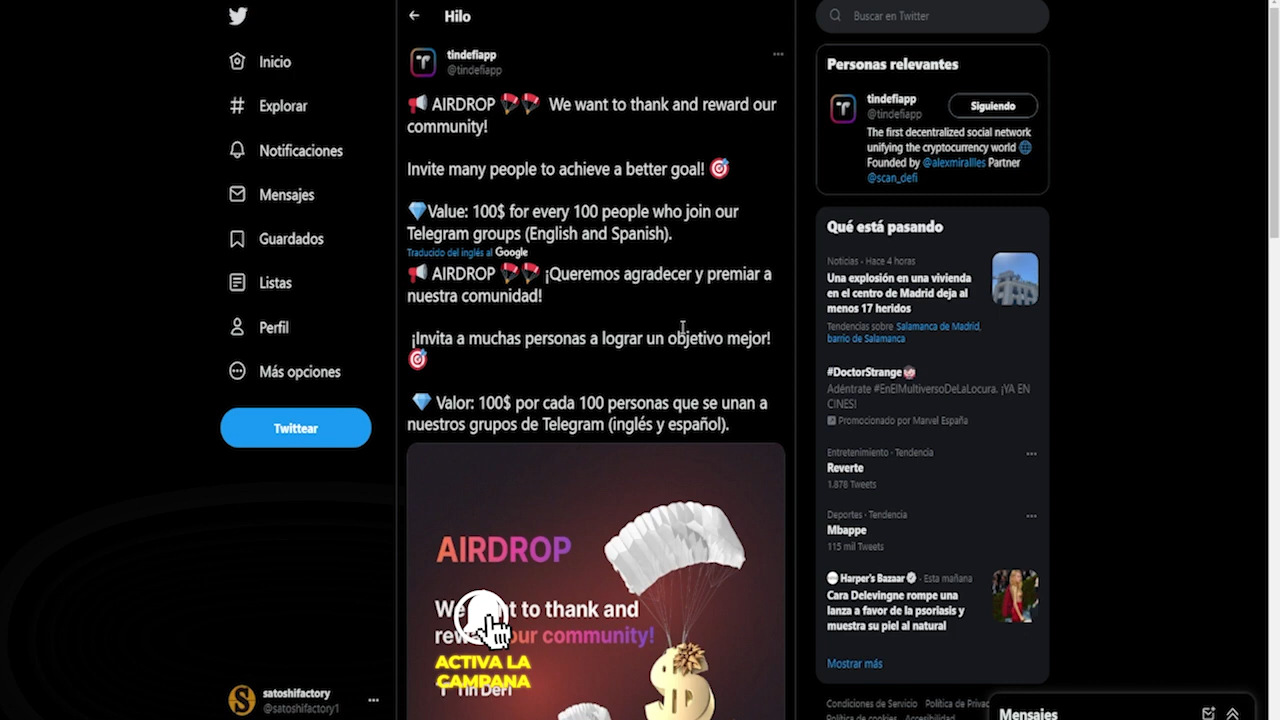 Inicio
Explorar
Notificaciones
Mensajes
Guardados
Listas
Perfil
Más opciones
Twittear
satoshifactory
@satoshifactory1
Hilo
tindefiapp
@tindefiapp
📢 AIRDROP 🪂🪂 We want to thank and reward our
community!
Invite many people to achieve a better goal! 🎯
💎Value: 100$ for every 100 people who join our
Telegram groups (English and Spanish).
Traducido del inglés al Google
📢 AIRDROP 🪂🪂 ¡Queremos agradecer y premiar a
nuestra comunidad!
¡Invita a muchas personas a lograr un objetivo mejor!
🎯
💎 Valor: 100$ por cada 100 personas que se unan a
nuestros grupos de Telegram (inglés y español).
AIRDROP
to thank and
our community!
ACTIVA LA
CAMPANA
Buscar en Twitter
Personas relevantes
tindefiapp
@tindefiapp
Siguiendo
The first decentralized social network
unifying the cryptocurrency world 🌐
Founded by @alexmirallles Partner
@scan_defi
Qué está pasando
Noticias · Hace 4 horas
Una explosión en una vivienda
en el centro de Madrid deja al
menos 17 heridos
Tendencias sobre Salamanca de Madrid,
barrio de Salamanca
#DoctorStrange
Adéntrate #EnElMultiversoDeLaLocura. ¡YA EN
CINES!
Promocionado por Marvel España
Entretenimiento · Tendencia
Reverte
1.878 Tweets
Deportes · Tendencia
Mbappe
115 mil Tweets
Harper's Bazaar · Esta mañana
Cara Delevingne rompe una
lanza a favor de la psoriasis y
muestra su piel al natural
Mostrar más
Condiciones de Servicio Política de Privac
Política de cookies Accesibilidad
Mensajes